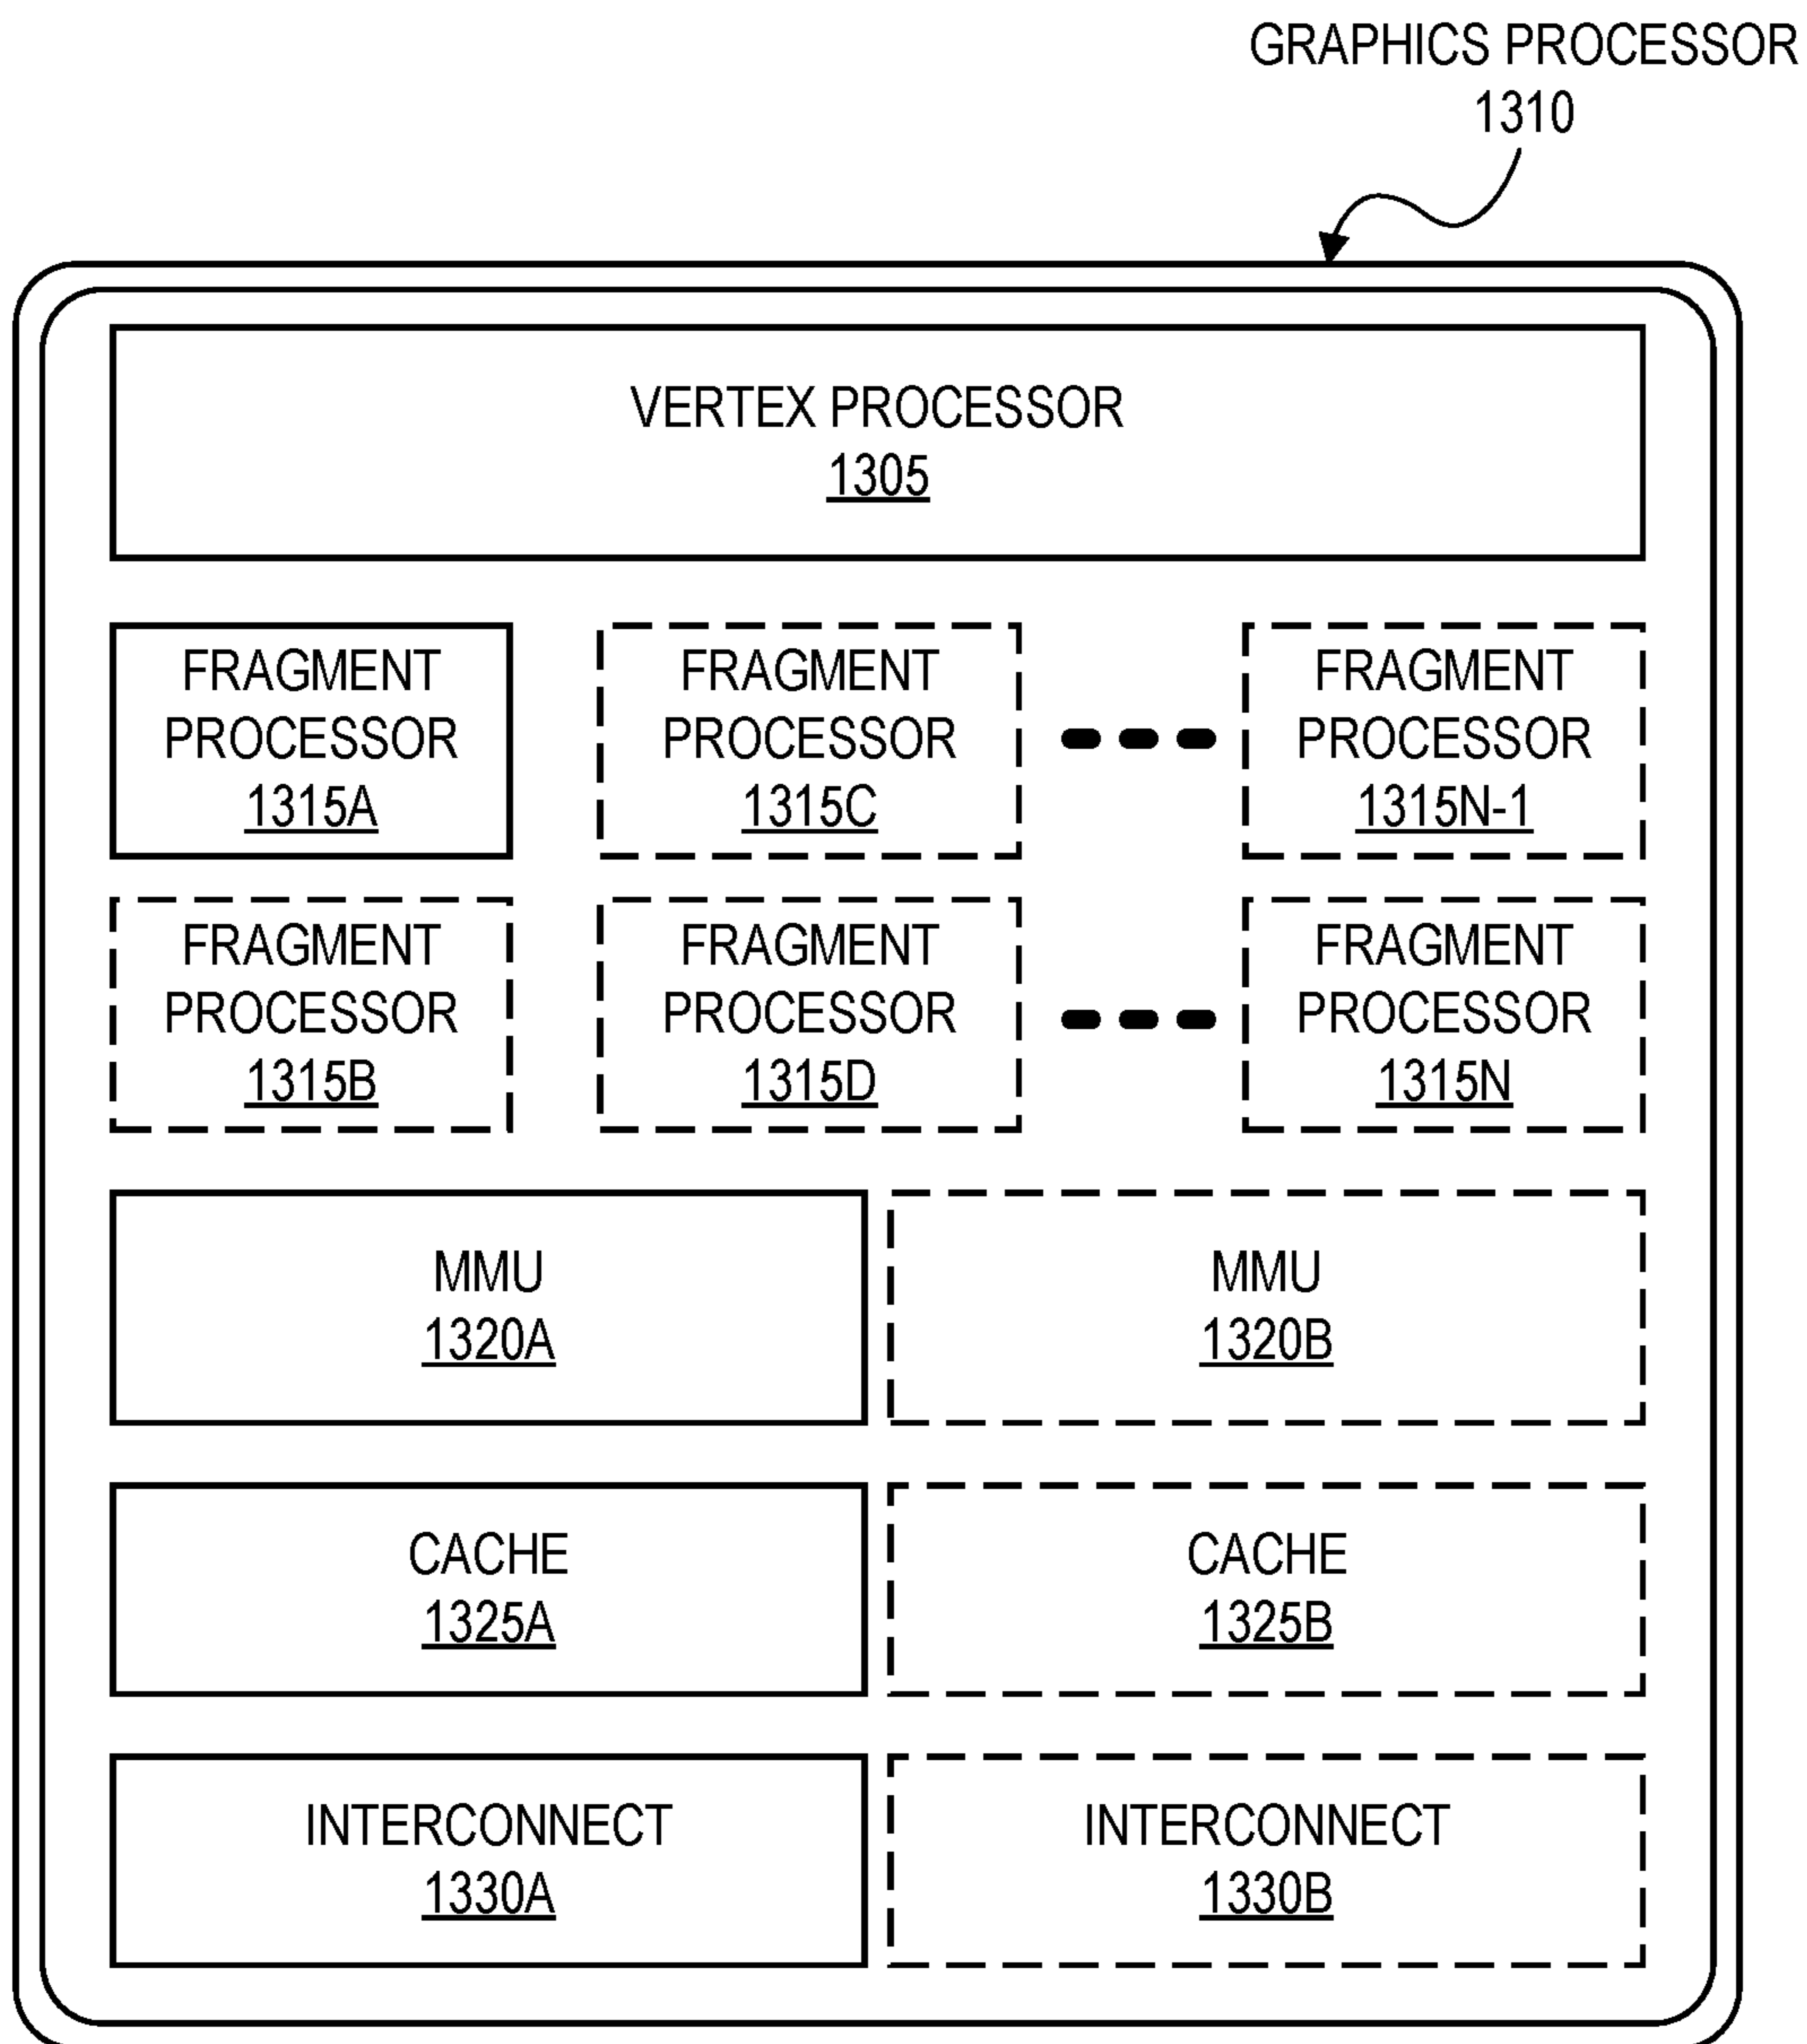 GRAPHICS PROCESSOR
1310
VERTEX PROCESSOR
1305
FRAGMENT
PROCESSOR
1315A
FRAGMENT
PROCESSOR
1315C
FRAGMENT
PROCESSOR
1315N-1
FRAGMENT
PROCESSOR
1315B
FRAGMENT
PROCESSOR
1315D
FRAGMENT
PROCESSOR
1315N
MMU
1320A
MMU
1320B
CACHE
1325A
CACHE
1325B
INTERCONNECT
1330A
INTERCONNECT
1330B